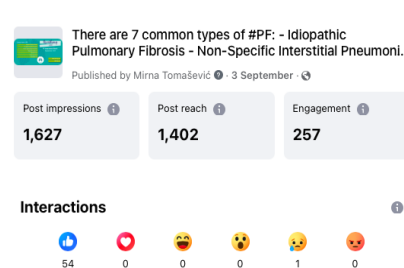 There are 7 common types of #PF: - Idiopathic
Pulmonary Fibrosis - Non-Specific Interstitial Pneumoni.
Published by Mirna Tomašević · 3 September ·
Post impressions
Post reach
Engagement
1,627
1,402
257
Interactions
54
0
0
0
1
0